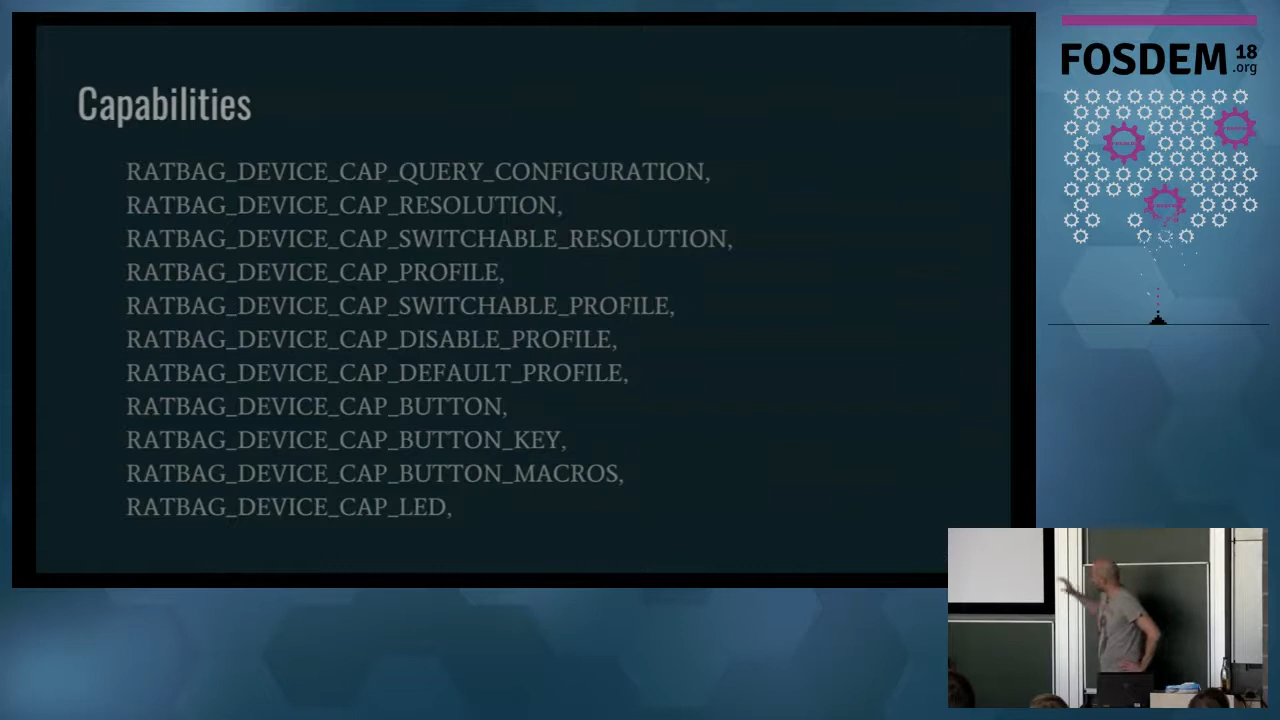 Capabilities
RATBAG_DEVICE_CAP_QUERY_CONFIGURATION,
RATBAG_DEVICE_CAP_RESOLUTION,
RATBAG_DEVICE_CAP_SWITCHABLE_RESOLUTION,
RATBAG_DEVICE_CAP_PROFILE,
RATBAG_DEVICE_CAP_SWITCHABLE_PROFILE,
RATBAG_DEVICE_CAP_DISABLE_PROFILE,
RATBAG_DEVICE_CAP_DEFAULT_PROFILE,
RATBAG_DEVICE_CAP_BUTTON,
RATBAG_DEVICE_CAP_BUTTON_KEY,
RATBAG_DEVICE_CAP_BUTTON_MACROS,
RATBAG_DEVICE_CAP_LED,
FOSDEM 18
.org